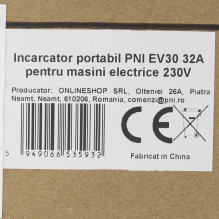 Incarcator portabil PNI EV30 32A
pentru masini electrice 230V
Producator: ONLINESHOP SRL, Olteniei 26A, Piatra
Neamt, Neamt, 610206, Romania, comenzi@pni.ro
CE
5 949066 535932
Fabricat in China